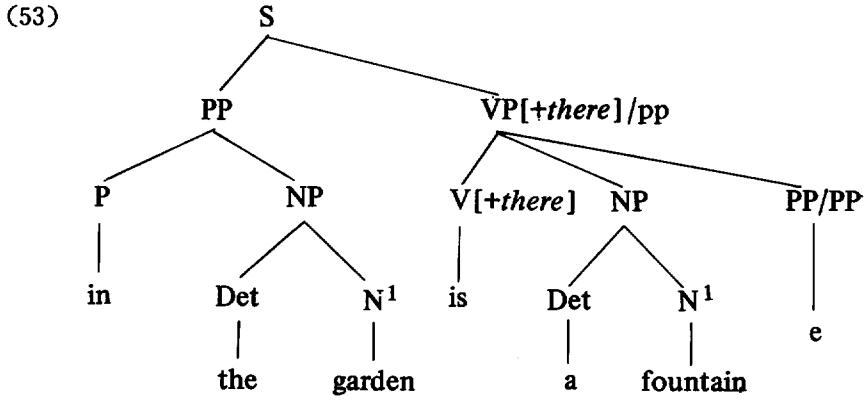 (53) S
PP VP[+there]/pp
P NP V[+there] NP PP/PP
in Det N¹ is Det N¹ e
the garden a fountain